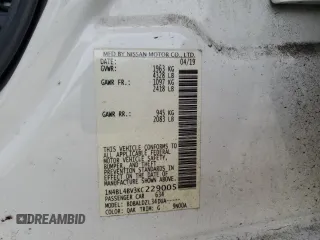 MFD BY NISSAN MOTOR CO., LTD.
DATE: 04/19
GVWR: 1963 KG
4328 LB
GAWR FR: 1097 KG
2418 LB
GAWR RR: 945 KG
2083 LB
THIS VEHICLE CONFORMS TO ALL APPLICABLE
FEDERAL MOTOR VEHICLE SAFETY,
BUMPER, AND THEFT PREVENTION
STANDARDS IN EFFECT ON THE DATE OF
MANUFACTURE SHOWN ABOVE.
1N4BL4BV3KC229005
PASSENGER CAR
MODEL:
COLOR: QAK TRIM: G